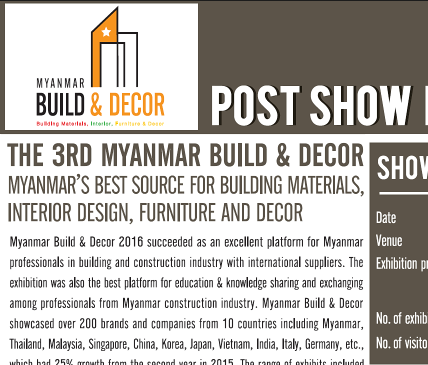 MYANMAR
BUILD & DECOR
Building Materials, Interior, Furniture & Decor
POST SHOW
THE 3RD MYANMAR BUILD & DECOR
MYANMAR'S BEST SOURCE FOR BUILDING MATERIALS,
INTERIOR DESIGN, FURNITURE AND DECOR
Myanmar Build & Decor 2016 succeeded as an excellent platform for Myanmar
professionals in building and construction industry with international suppliers. The
exhibition was also the best platform for education & knowledge sharing and exchanging
among professionals from Myanmar construction industry. Myanmar Build & Decor
showcased over 200 brands and companies from 10 countries including Myanmar,
Thailand, Malaysia, Singapore, China, Korea, Japan, Vietnam, India, Italy, Germany, etc.,
which had 25% growth from the second year in 2015. The range of exhibits included
SHOW
Date
Venue
Exhibition p
No. of exhib
No. of visito